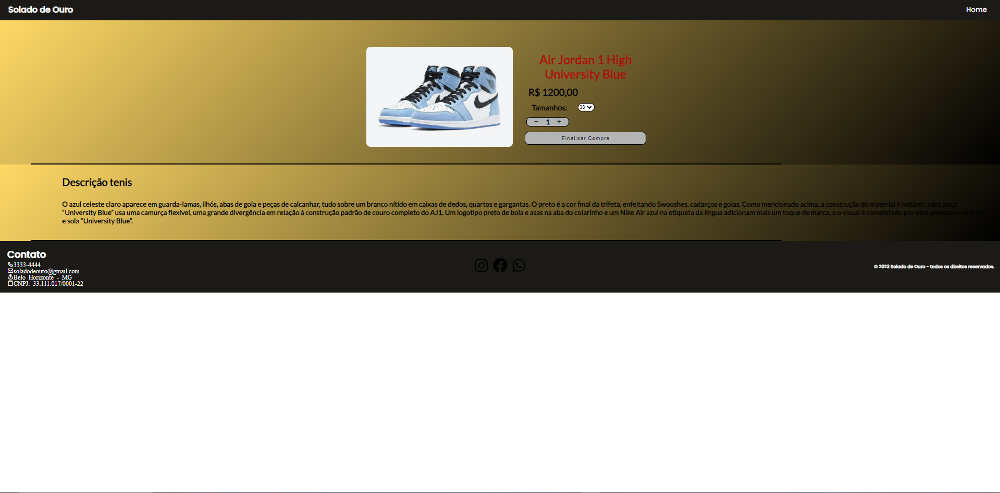 Solado de Ouro
Home
Air Jordan 1 High
University Blue
R$ 1200,00
Tamanhos:
38
− 1 +
Finalizar Compra
Descrição tenis
O azul celeste claro aparece em guarda-lamas, ilhós, abas de gola e peças de calcanhar, tudo sobre um branco nítido em caixas de dedos, quartos e gargantas. O preto é a cor final da trifeta, enfeitando Swooshes, cadarços e golas. Como mencionado acima, a construção do material é notável: cada peça
“University Blue” usa uma camurça flexível, uma grande divergência em relação à construção padrão de couro completo do AJ1. Um logotipo preto de bola e asas na aba do colarinho e um Nike Air azul na etiqueta da língua adicionam mais um toque de marca, e o visual é completado por uma entressola branca
e sola “University Blue”.
Contato
3333-4444
soladodeouro@gmail.com
Belo Horizonte - MG
CNPJ: 33.111.017/0001-22
© 2023 Solado de Ouro - todos os direitos reservados.